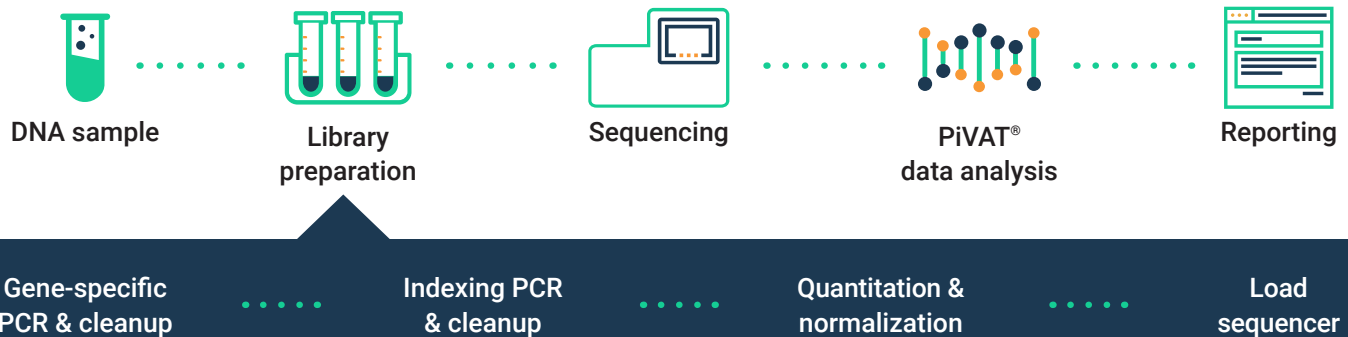 DNA sample
Library
preparation
Sequencing
PiVAT®
data analysis
Reporting
Gene-specific
PCR & cleanup
Indexing PCR
& cleanup
Quantitation &
normalization
Load
sequencer